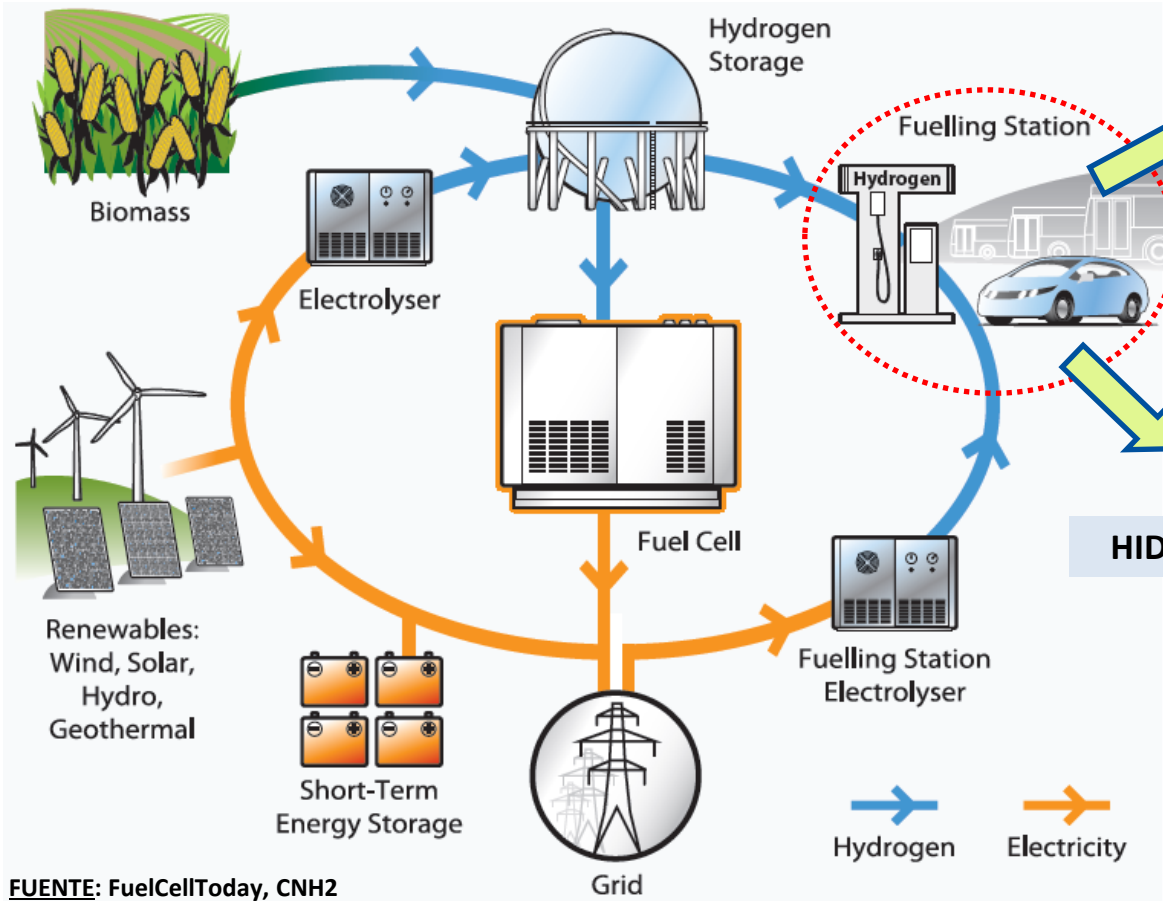 Hydrogen
Storage
Fuelling Station
Hydrogen
Biomass
Electrolyser
Fuel Cell
HID
Renewables:
Wind, Solar,
Hydro,
Geothermal
Fuelling Station
Electrolyser
Short-Term
Energy Storage
Hydrogen
Electricity
Grid
FUENTE: FuelCellToday, CNH2